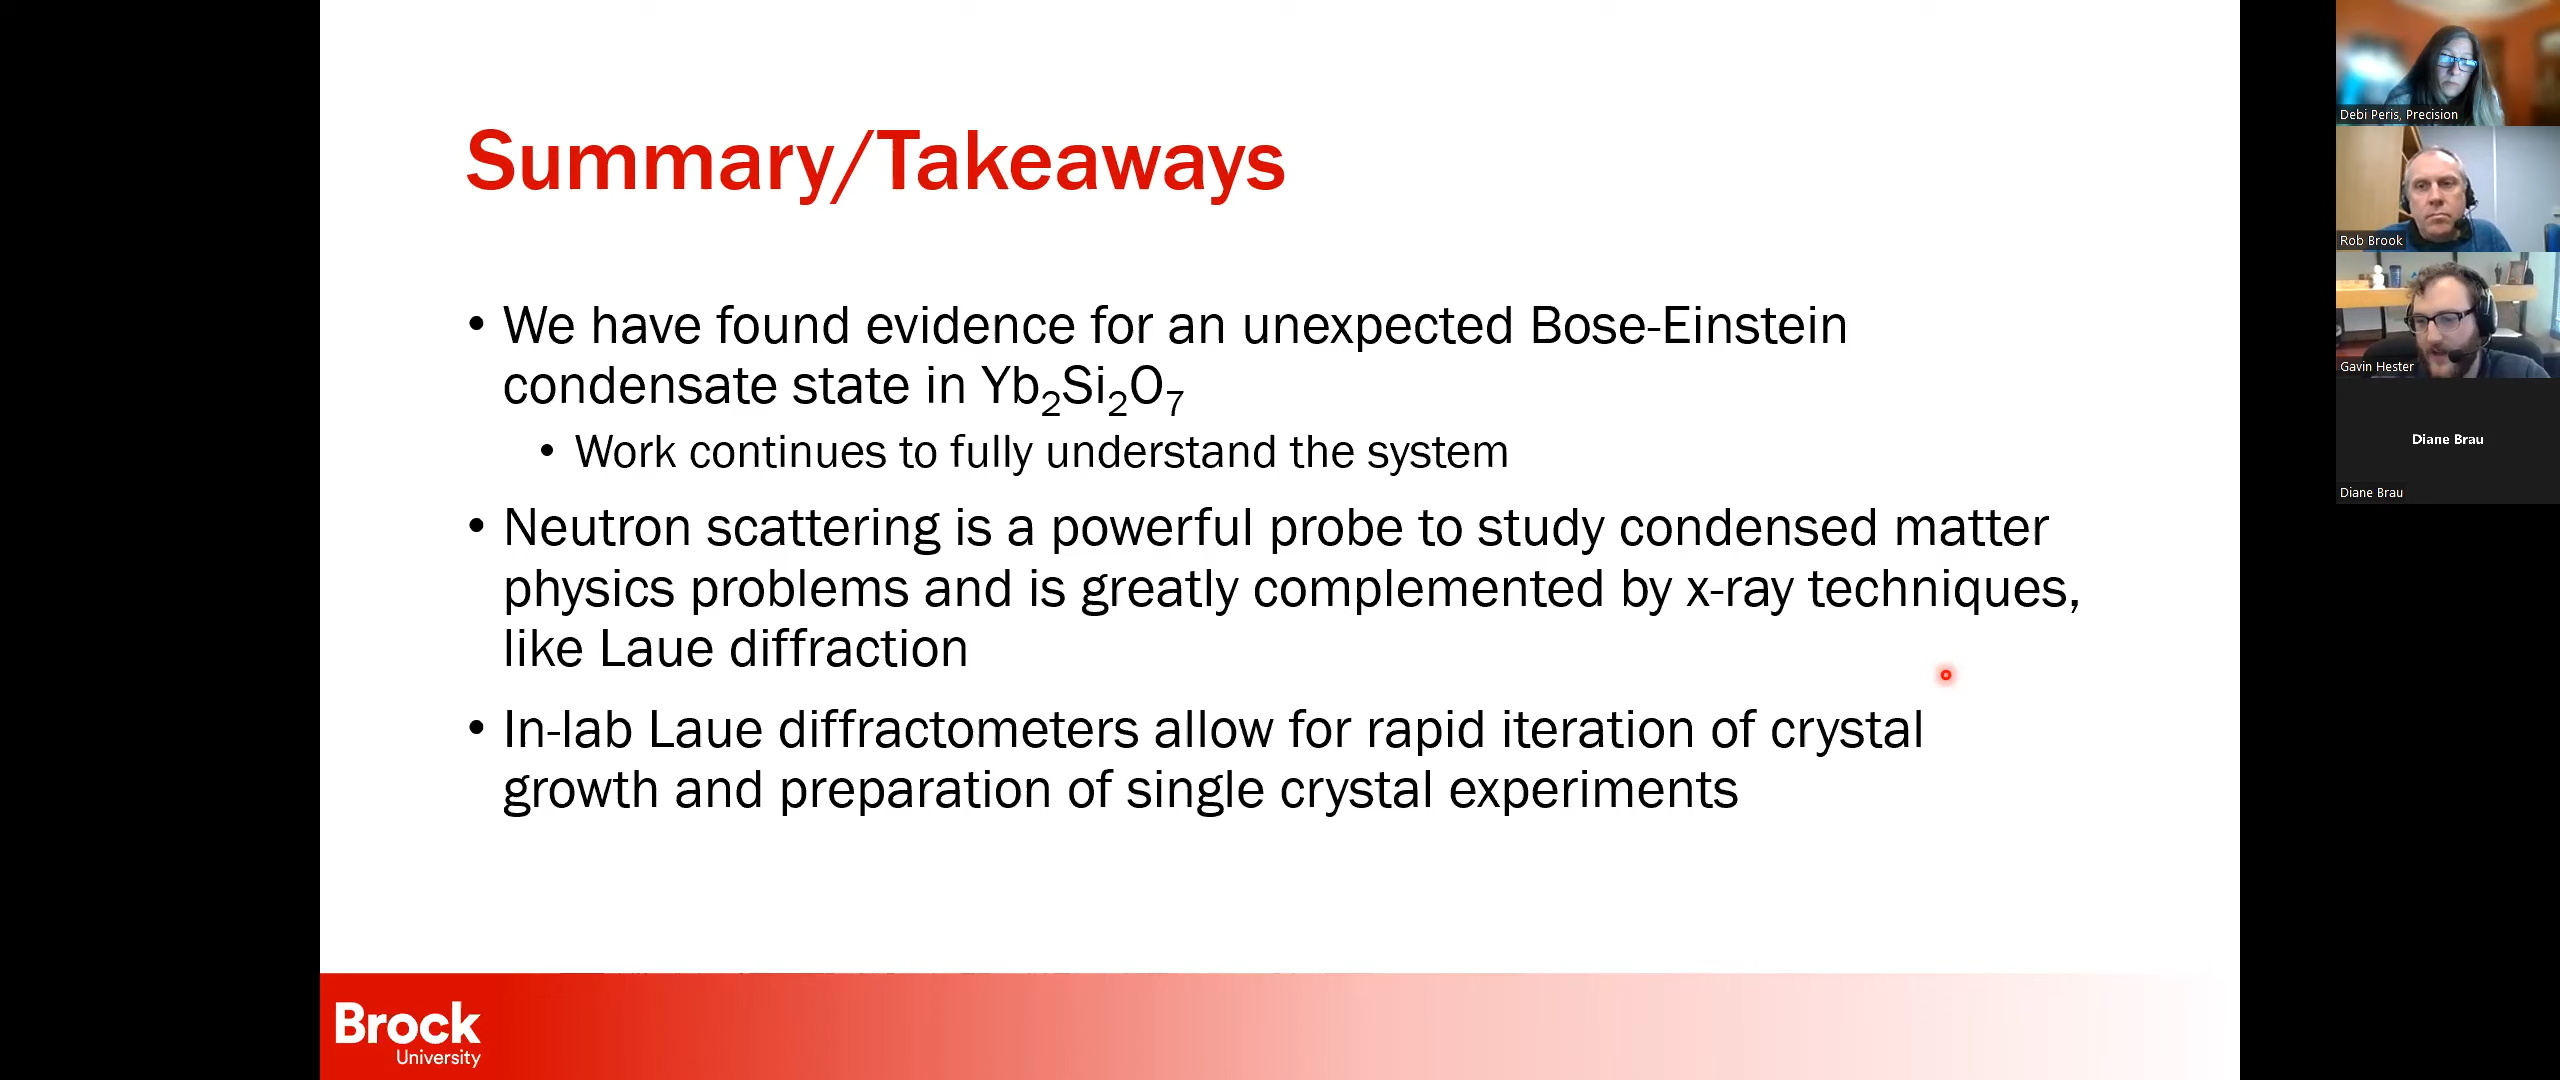 Summary/Takeaways
• We have found evidence for an unexpected Bose-Einstein
condensate state in Yb₂Si₂O₇
• Work continues to fully understand the system
• Neutron scattering is a powerful probe to study condensed matter
physics problems and is greatly complemented by x-ray techniques,
like Laue diffraction
• In-lab Laue diffractometers allow for rapid iteration of crystal
growth and preparation of single crystal experiments
Brock
University
Debi Peris, Precision
Rob Brook
Gavin Hester
Diane Brau
Diane Brau